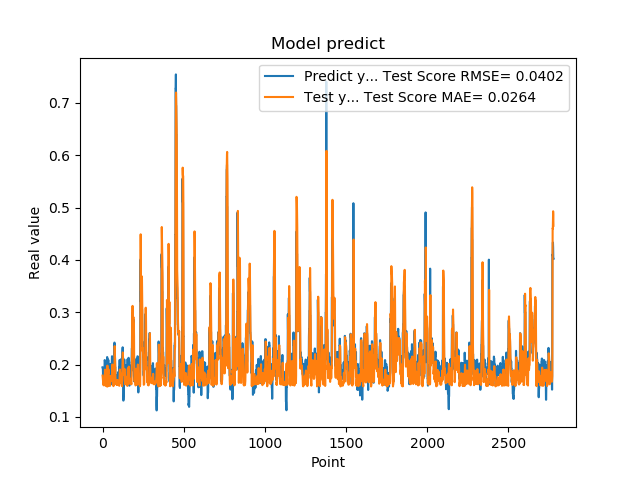 Model predict
Predict y... Test Score RMSE= 0.0402
Test y... Test Score MAE= 0.0264
Real value
0.7
0.6
0.5
0.4
0.3
0.2
0.1
0 500 1000 1500 2000 2500
Point